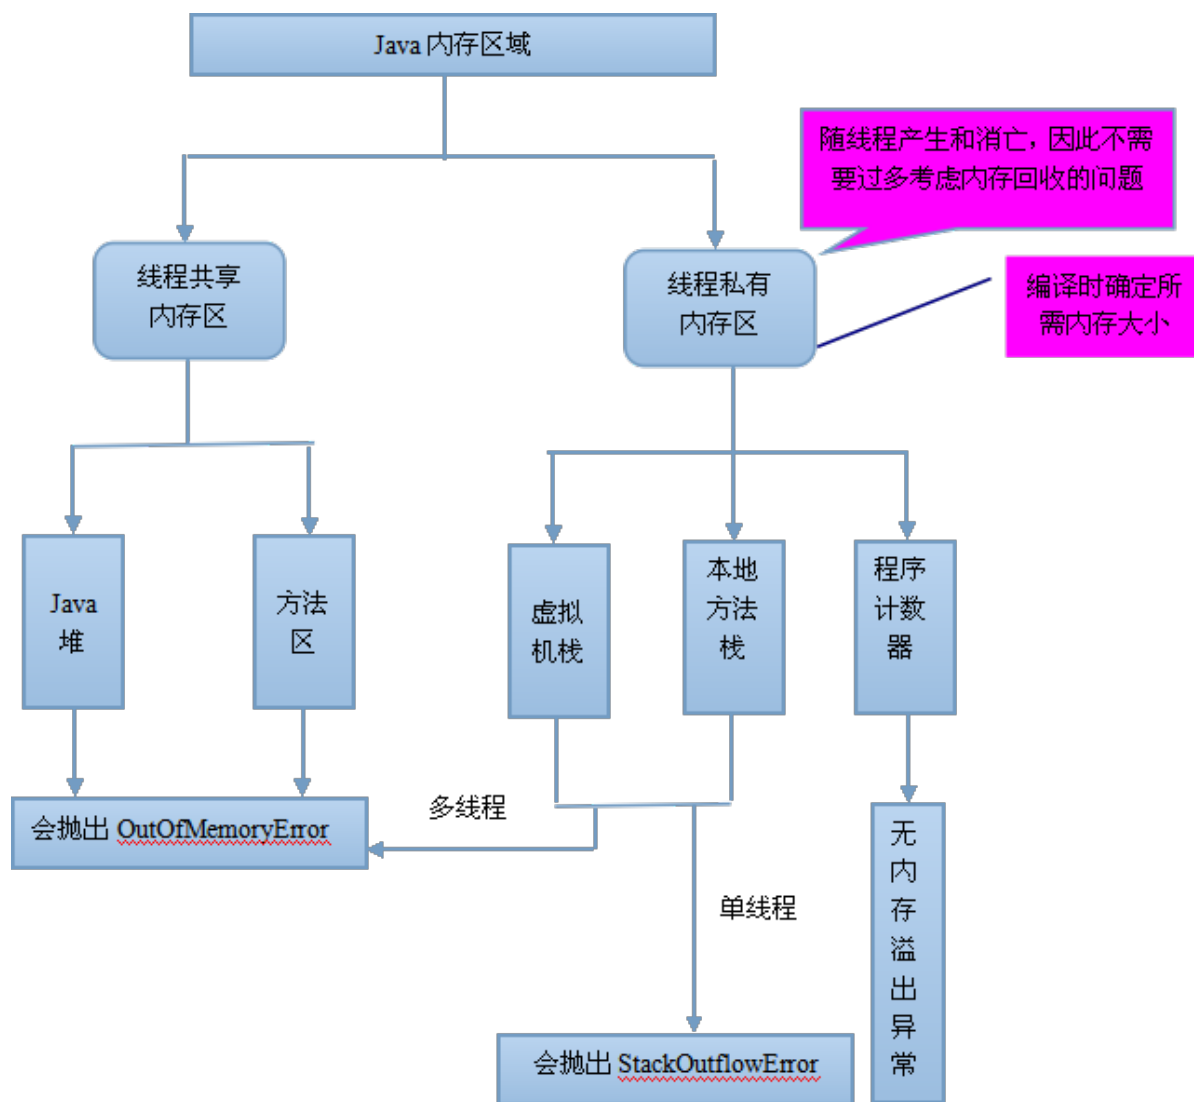 Java 内存区域
随线程产生和消亡，因此不需
要过多考虑内存回收的问题
线程共享
内存区
线程私有
内存区
编译时确定所
需内存大小
Java
堆
方法
区
虚拟
机栈
本地
方法
栈
程序
计数
器
会抛出 OutOfMemoryError
多线程
单线程
无
内
存
溢
出
异
常
会抛出 StackOutflowError